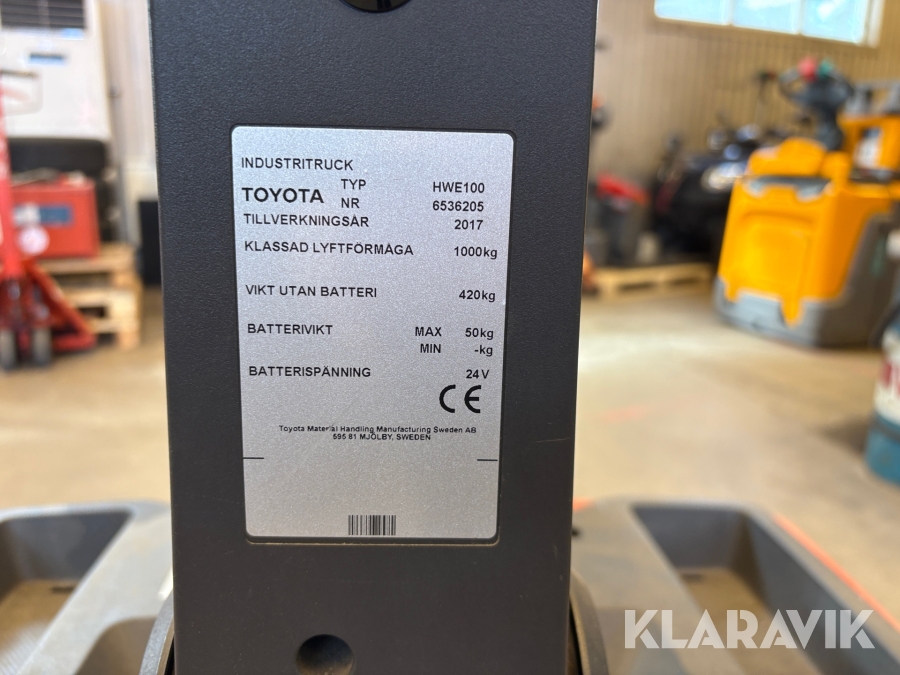 INDUSTRITRUCK
TOYOTA TYP HWE100
NR 6536205
TILLVERKNINGSÅR 2017
KLASSAD LYFTFÖRMÅGA 1000kg
VIKT UTAN BATTERI 420kg
BATTERIVIKT MAX 50kg
MIN -kg
BATTERISPÄNNING 24V
CE
Toyota Material Handling Manufacturing Sweden AB
595 81 MJÖLBY, SWEDEN
KLARAVIK